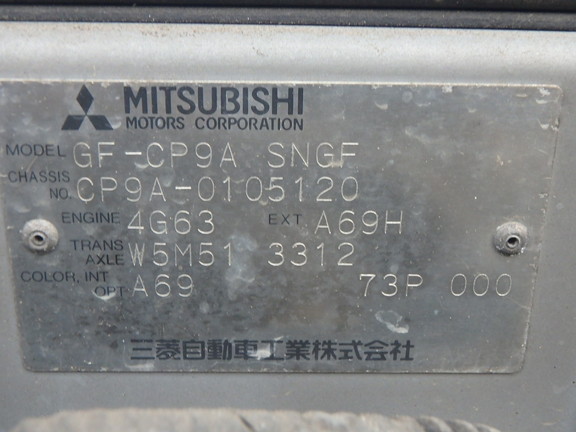 MITSUBISHI
MOTORS CORPORATION
MODEL GF-CP9A SNGF
CHASSIS NO. CP9A-0105120
ENGINE 4G63 EXT A69H
TRANS AXLE W5M51 3312
COLOR, INT OPT A69 73P 000
三菱自動車工業株式会社